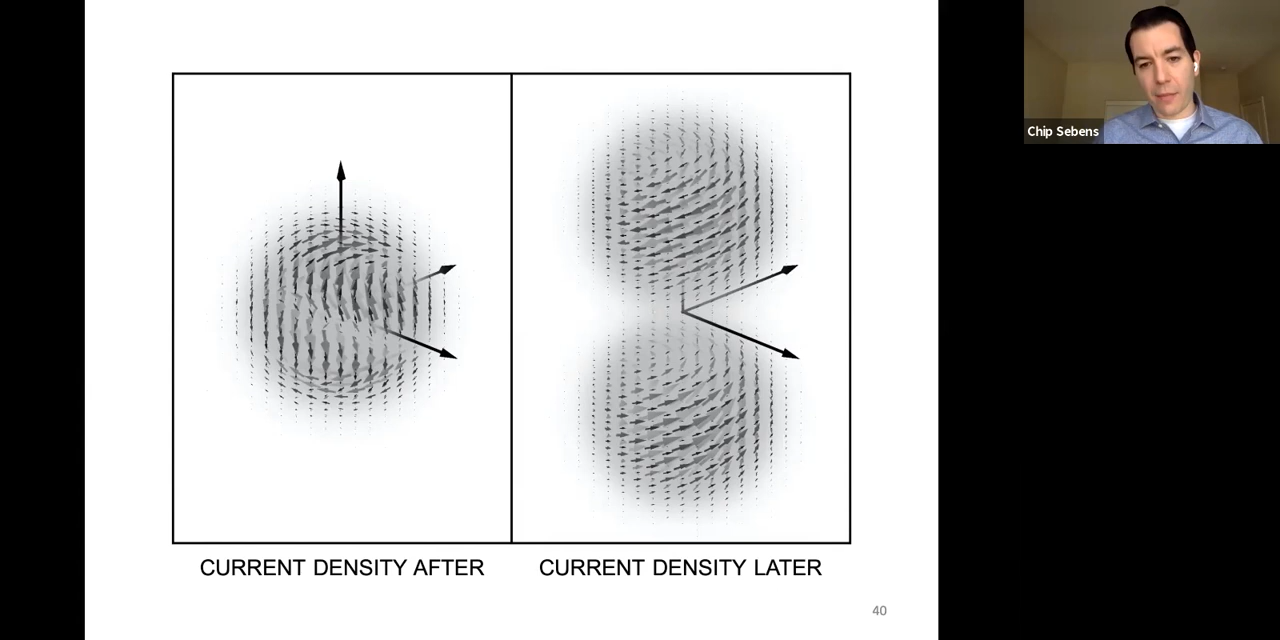 Chip Sebens
CURRENT DENSITY AFTER
CURRENT DENSITY LATER
40